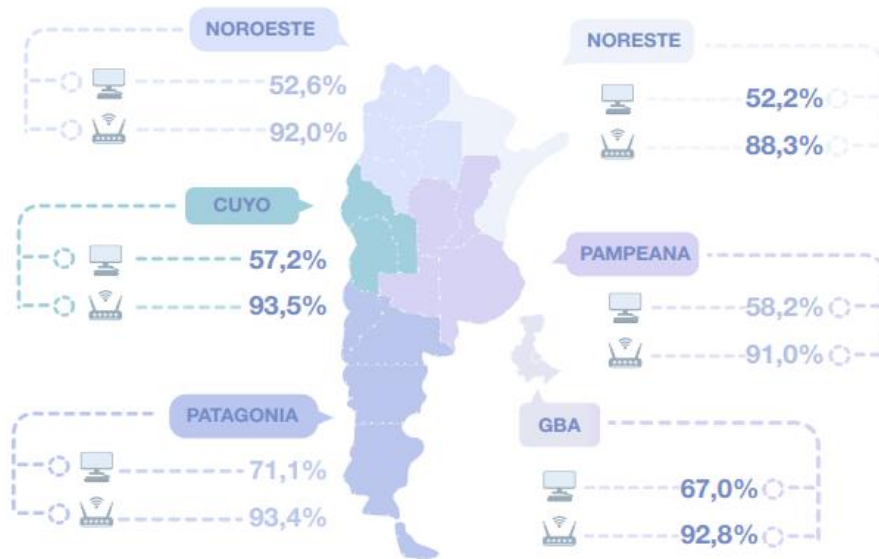 NOROESTE
52,6%
92,0%
NORESTE
52,2%
88,3%
CUYO
57,2%
93,5%
PAMPEANA
58,2%
91,0%
PATAGONIA
71,1%
93,4%
GBA
67,0%
92,8%